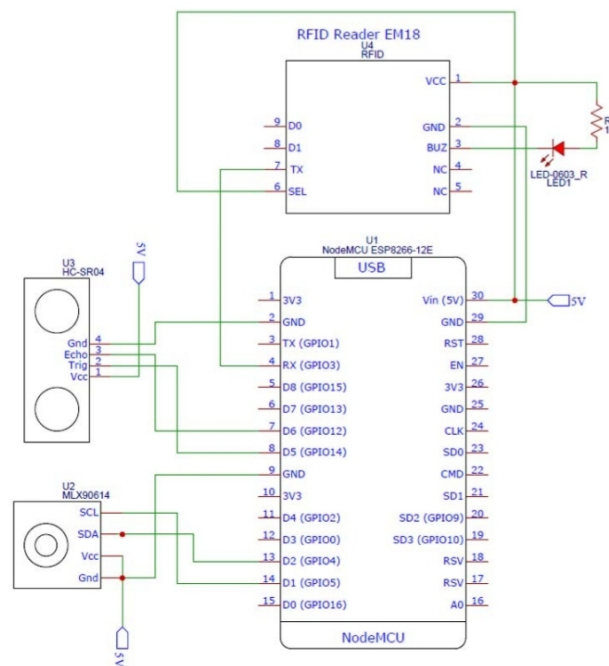 RFID Reader EM18
U4
RFID
VCC 1
9 D0
GND 2
8 D1
BUZ 3
7 TX
NC 4
6 SEL
NC 5
R
1
LED-0603_R
LED1
U1
NodeMCU ESP8266-12E
USB
5V
U3
HC-SR04
Gnd 4
Echo 3
Trig 2
Vcc 1
1 3V3
Vin (5V) 30
5V
2 GND
GND 29
3 TX (GPIO1)
RST 28
4 RX (GPIO3)
EN 27
5 D8 (GPIO15)
3V3 26
6 D7 (GPIO13)
GND 25
7 D6 (GPIO12)
CLK 24
8 D5 (GPIO14)
SD0 23
9 GND
CMD 22
10 3V3
SD1 21
11 D4 (GPIO2)
SD2 (GPIO9) 20
12 D3 (GPIO0)
SD3 (GPIO10) 19
13 D2 (GPIO4)
RSV 18
14 D1 (GPIO5)
RSV 17
15 D0 (GPIO16)
A0 16
U2
MLX90614
SCL
SDA
Vcc
Gnd
5V
NodeMCU